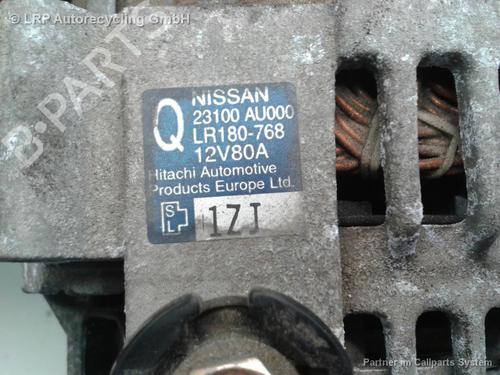 © LRP Autorecycling GmbH
Q
NISSAN
23100 AU000
LR180-768
12V80A
Hitachi Automotive
Products Europe Ltd.
S
L
1ZJ
Partner im Callparts System